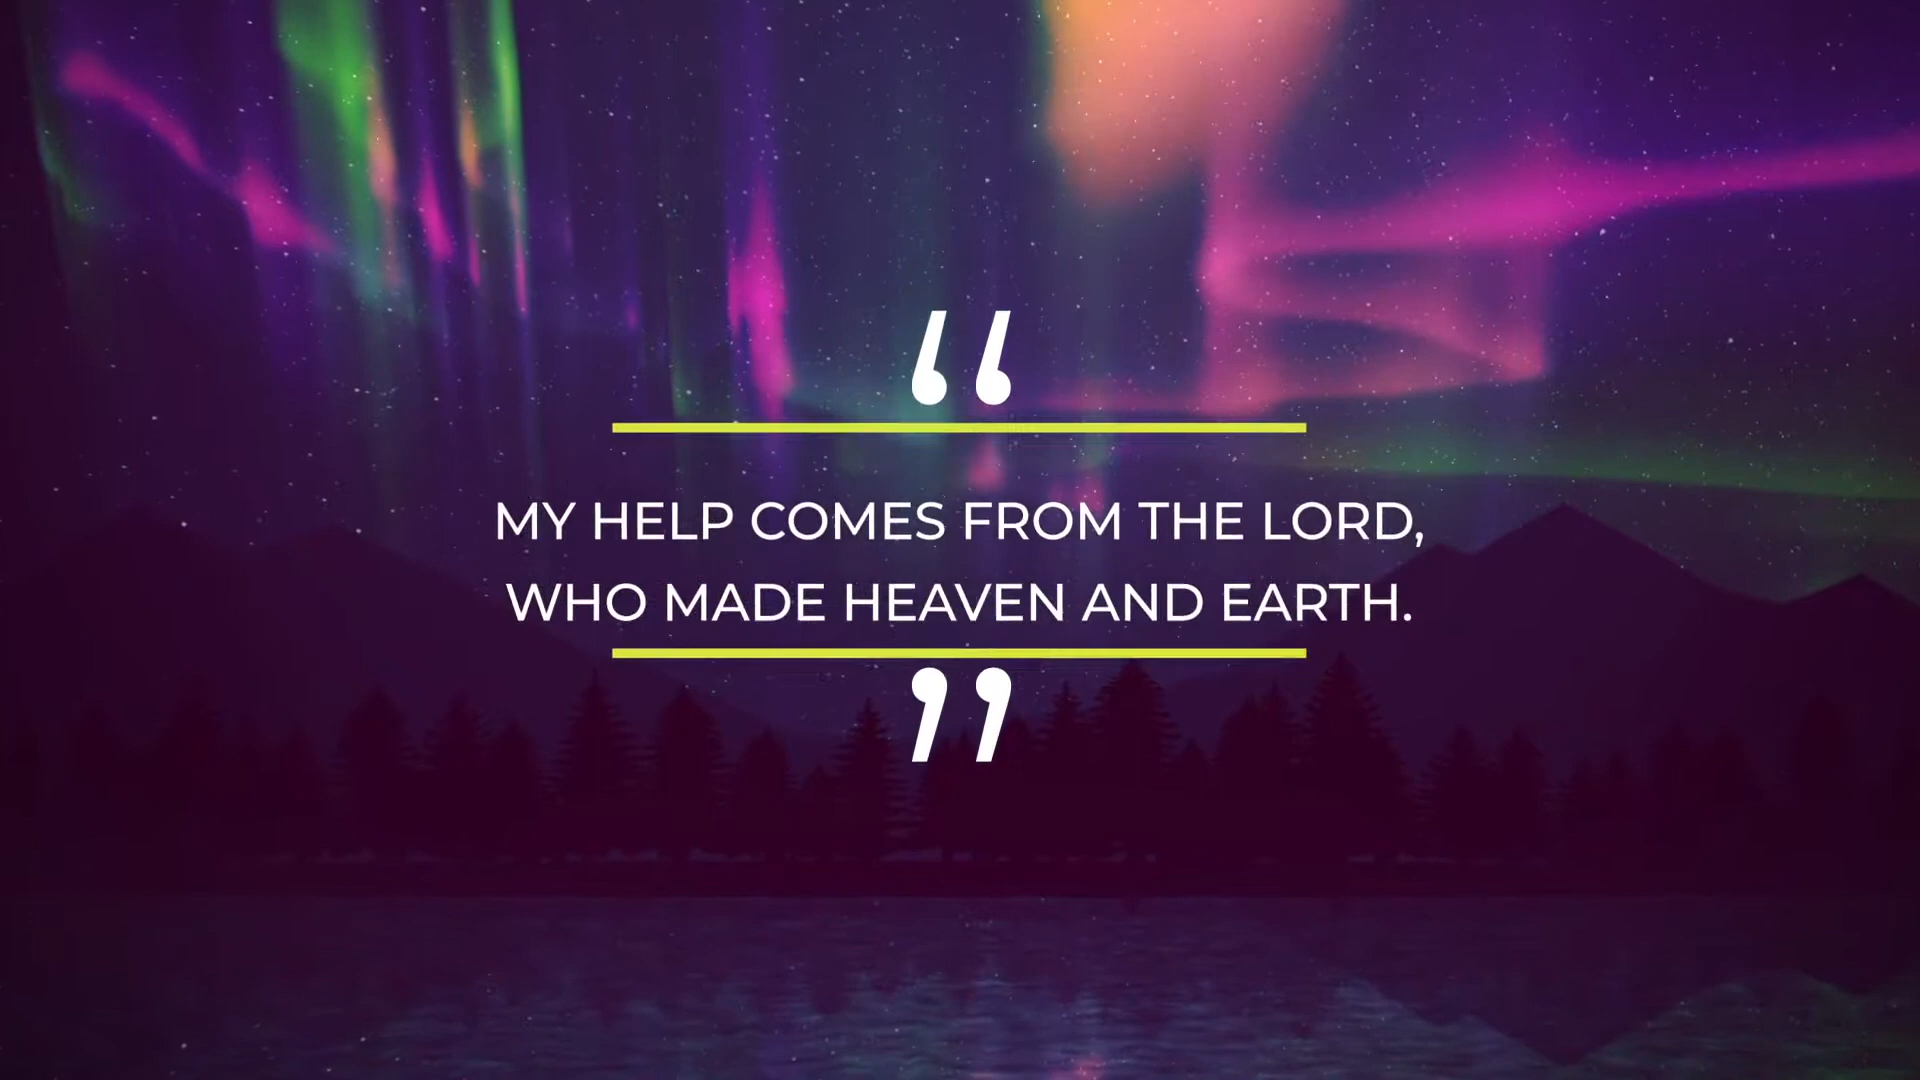 “
MY HELP COMES FROM THE LORD,
WHO MADE HEAVEN AND EARTH.
”